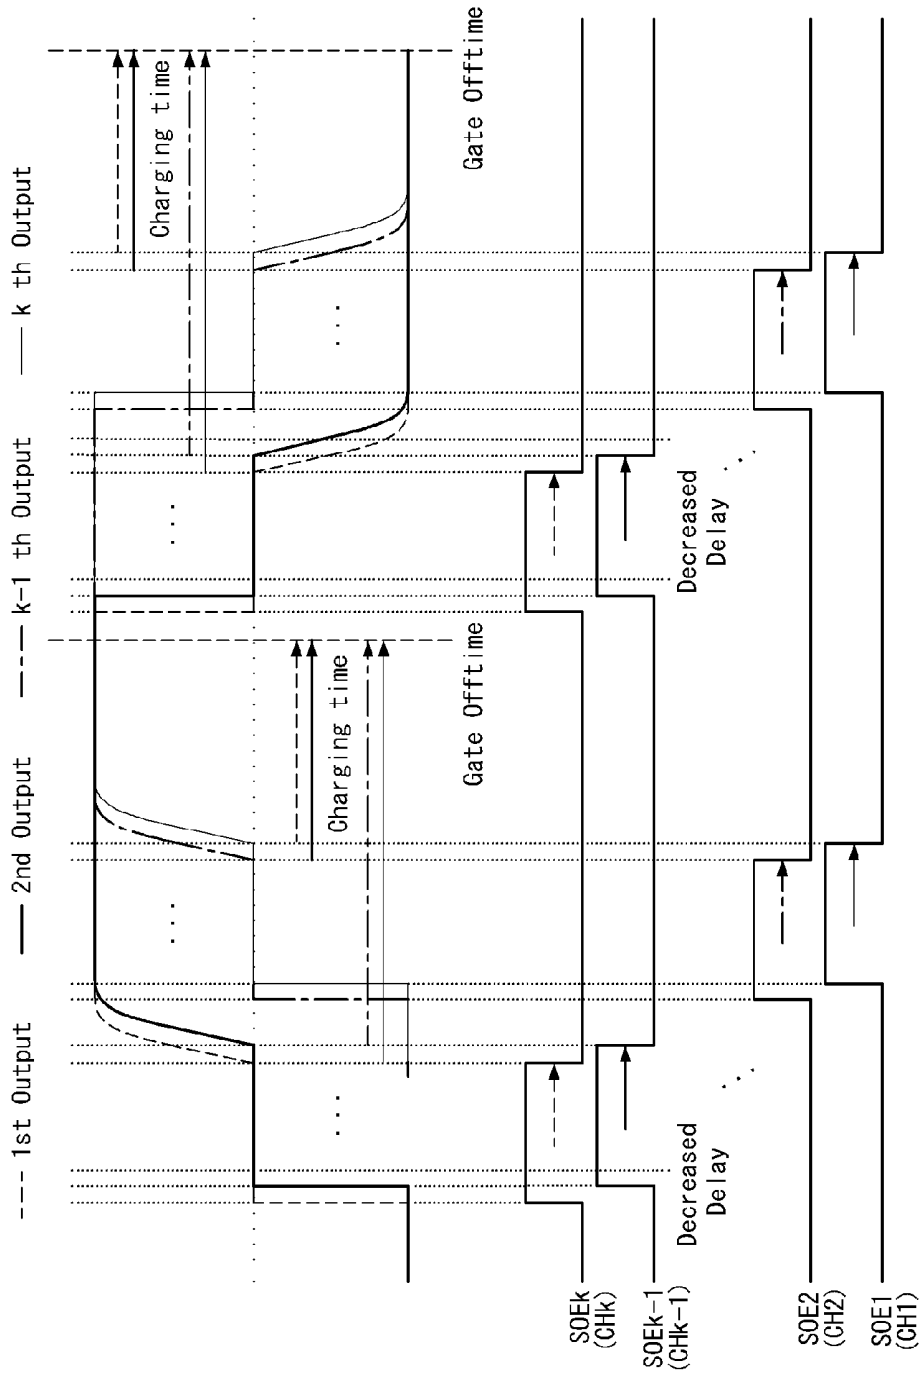 1st Output
2nd Output
k-1 th Output
k th Output
Charging time
Charging time
Gate Offtime
Gate Offtime
SOEk
(CHk)
SOEk-1
(CHk-1)
Decreased
Delay
Decreased
Delay
SOE2
(CH2)
SOE1
(CH1)